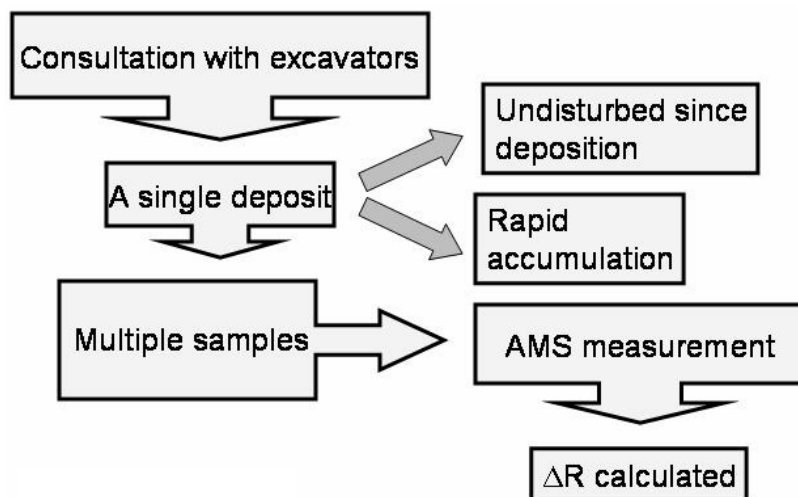 Consultation with excavators
Undisturbed since
deposition
A single deposit
Rapid
accumulation
Multiple samples
AMS measurement
ΔR calculated